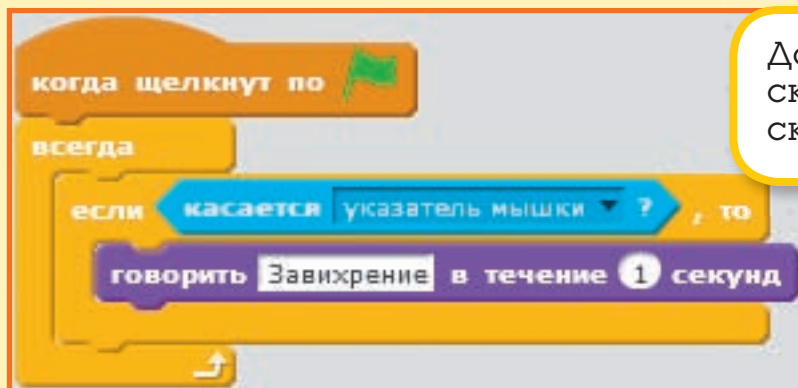 когда щелкнут по
всегда
если касается указатель мышки ? , то
говорить Завихрение в течение 1 секунд